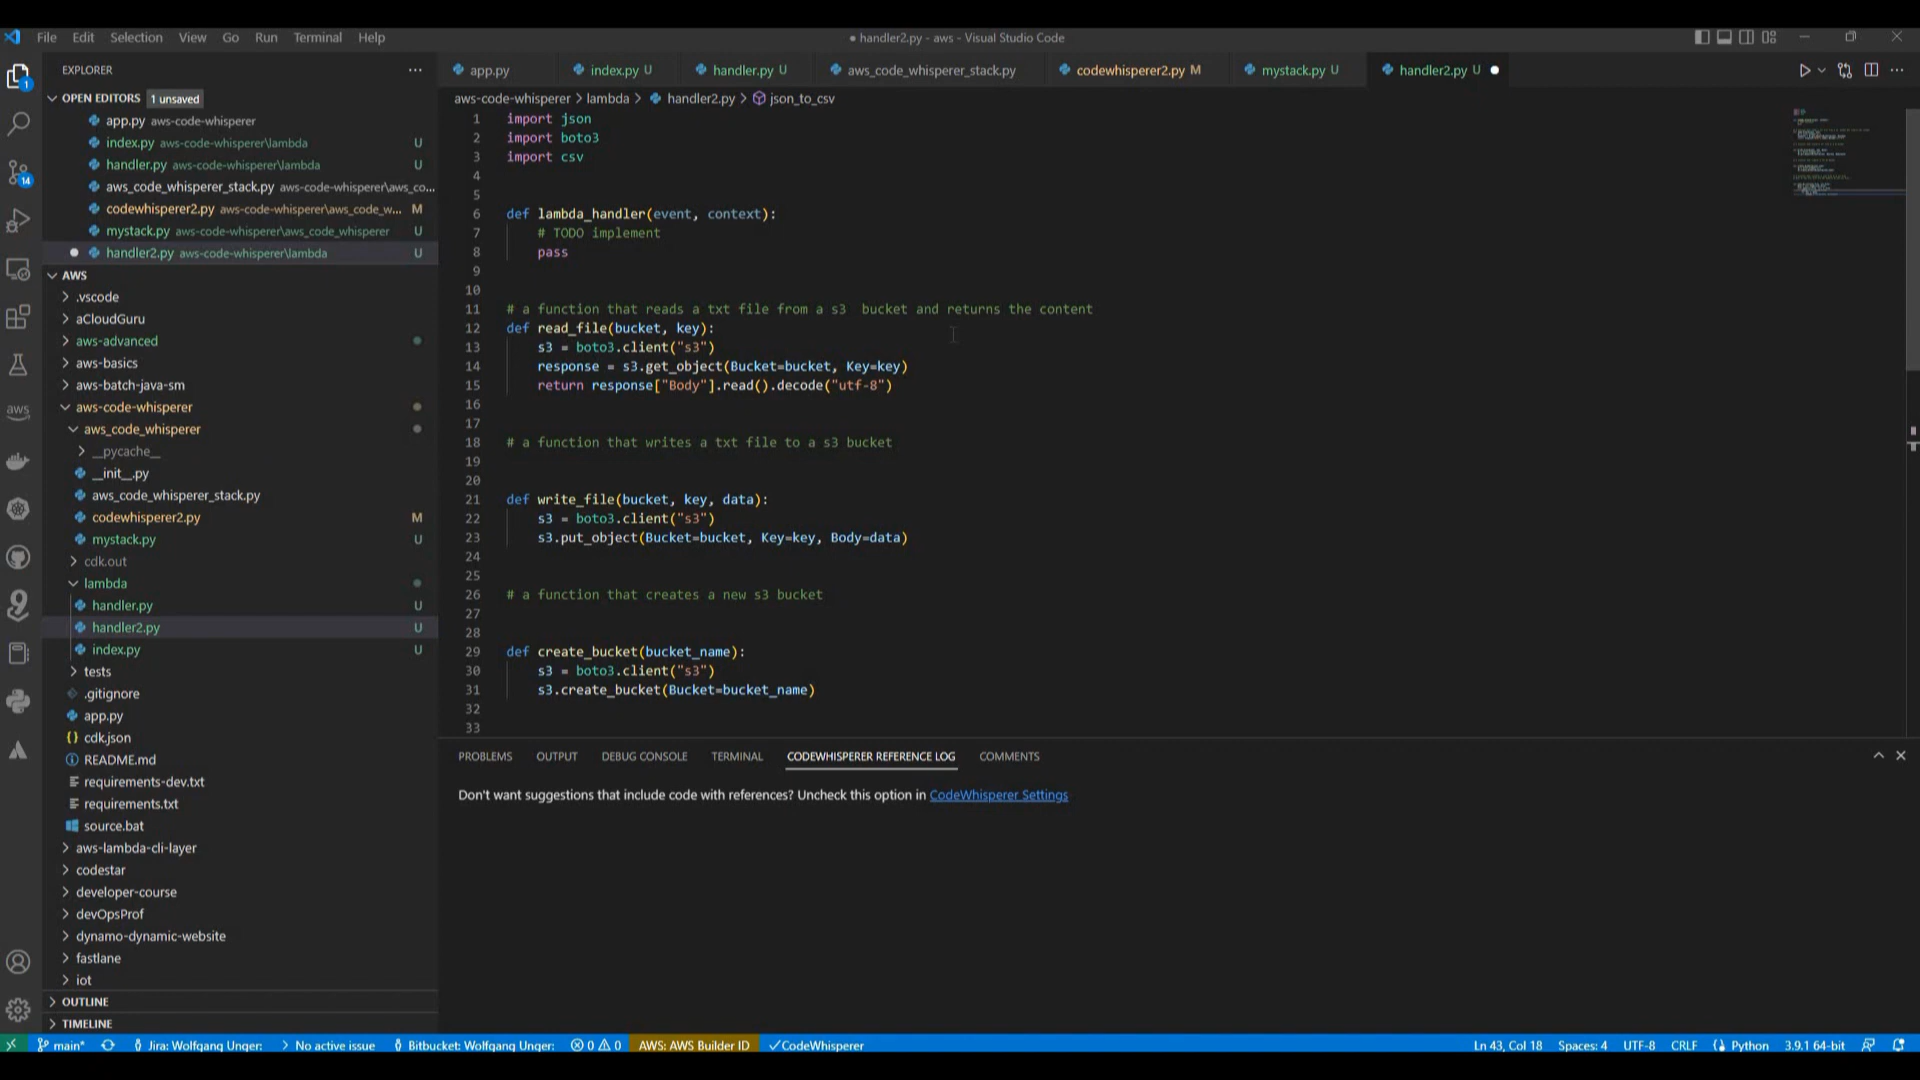 File Edit Selection View Go Run Terminal Help
● handler2.py - aws - Visual Studio Code
EXPLORER
OPEN EDITORS 1 unsaved
app.py aws-code-whisperer
index.py aws-code-whisperer\lambda U
handler.py aws-code-whisperer\lambda U
aws_code_whisperer_stack.py aws-code-whisperer\aws_co...
codewhisperer2.py aws-code-whisperer\aws_code_w... M
mystack.py aws-code-whisperer\aws_code_whisperer U
handler2.py aws-code-whisperer\lambda U
AWS
.vscode
aCloudGuru
aws-advanced
aws-basics
aws-batch-java-sm
aws-code-whisperer
aws_code_whisperer
__pycache__
__init__.py
aws_code_whisperer_stack.py
codewhisperer2.py M
mystack.py U
cdk.out
lambda
handler.py U
handler2.py U
index.py U
tests
.gitignore
app.py
cdk.json
README.md
requirements-dev.txt
requirements.txt
source.bat
aws-lambda-cli-layer
codestar
developer-course
devOpsProf
dynamo-dynamic-website
fastlane
iot
OUTLINE
TIMELINE
1
14
aws
app.py index.py U handler.py U aws_code_whisperer_stack.py codewhisperer2.py M mystack.py U handler2.py U
aws-code-whisperer > lambda > handler2.py > json_to_csv
1 import json
2 import boto3
3 import csv
4
5
6 def lambda_handler(event, context):
7 # TODO implement
8 pass
9
10
11 # a function that reads a txt file from a s3  bucket and returns the content
12 def read_file(bucket, key):
13 s3 = boto3.client("s3")
14 response = s3.get_object(Bucket=bucket, Key=key)
15 return response["Body"].read().decode("utf-8")
16
17
18 # a function that writes a txt file to a s3 bucket
19
20
21 def write_file(bucket, key, data):
22 s3 = boto3.client("s3")
23 s3.put_object(Bucket=bucket, Key=key, Body=data)
24
25
26 # a function that creates a new s3 bucket
27
28
29 def create_bucket(bucket_name):
30 s3 = boto3.client("s3")
31 s3.create_bucket(Bucket=bucket_name)
32
33
PROBLEMS OUTPUT DEBUG CONSOLE TERMINAL CODEWHISPERER REFERENCE LOG COMMENTS
Don't want suggestions that include code with references? Uncheck this option in CodeWhisperer Settings
main* Jira: Wolfgang Unger: No active issue Bitbucket: Wolfgang Unger: 0 0 AWS: AWS Builder ID CodeWhisperer Ln 43, Col 18 Spaces: 4 UTF-8 CRLF Python 3.9.1 64-bit